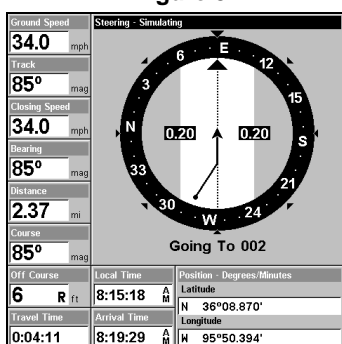 Ground Speed
34.0 mph
Track
85º mag
Closing Speed
34.0 mph
Bearing
85º mag
Distance
2.37 mi
Course
85º mag
Off Course
6 R ft
Travel Time
0:04:11
Steering - Simulating
E
12
15
S
21
24
W
30
33
N
3
6
0.20
0.20
Going To 002
Local Time
8:15:18 AM
Arrival Time
8:19:29 AM
Position - Degrees/Minutes
Latitude
N 36º08.870'
Longitude
W 95º50.394'